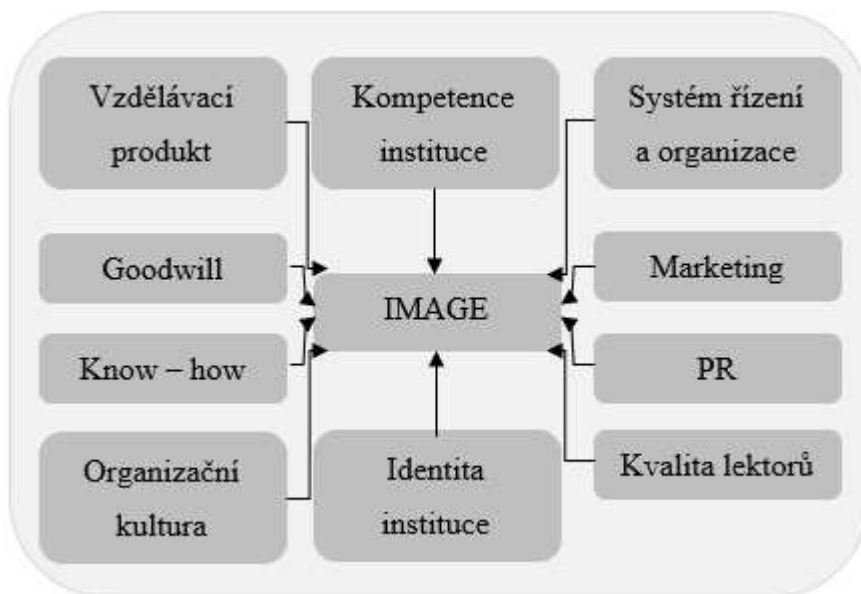 Vzdělávací
produkt
Kompetence
instituce
Systém řízení
a organizace
Goodwill
Marketing
IMAGE
Know – how
PR
Organizační
kultura
Identita
instituce
Kvalita lektorů